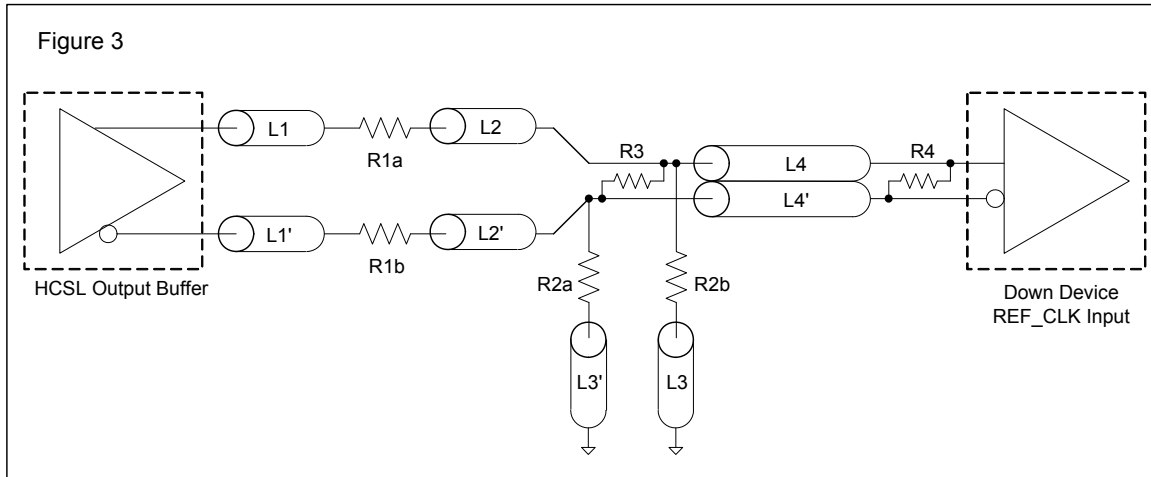 Figure 3
L1
R1a
L2
R3
L4
R4
L1'
R1b
L2'
L4'
HCSL Output Buffer
R2a
R2b
Down Device
REF_CLK Input
L3'
L3